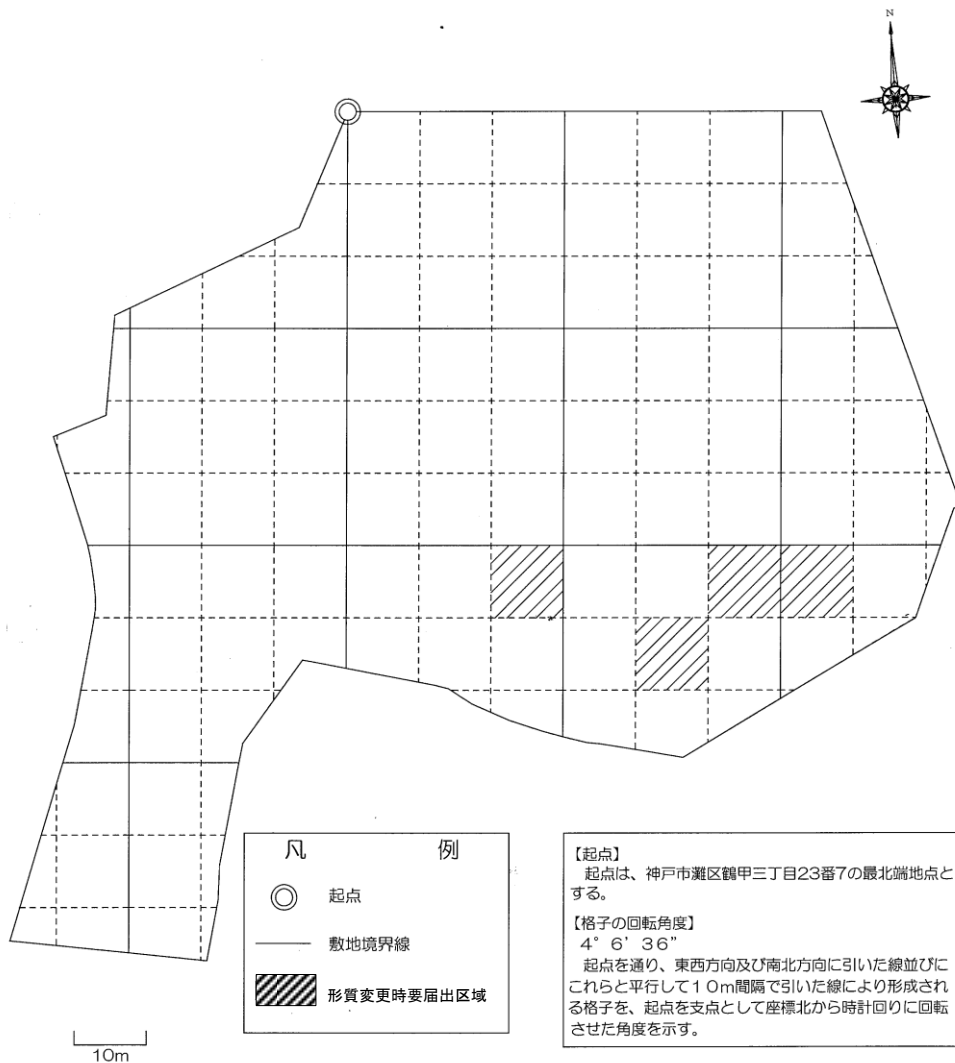 N
凡 例
起点
敷地境界線
形質変更時要届出区域
10m
【起点】
起点は、神戸市灘区鶴甲三丁目23番7の最北端地点と
する。
【格子の回転角度】
4° 6’ 36”
起点を通り、東西方向及び南北方向に引いた線並びに
これらと平行して10m間隔で引いた線により形成され
る格子を、起点を支点として座標北から時計回りに回転
させた角度を示す。